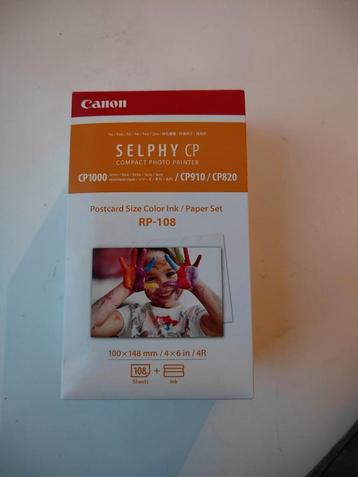 Canon
SELPHY CP
COMPACT PHOTO PRINTER
CP1000 /CP910 /CP820
Postcard Size Color Ink / Paper Set
RP-108
100×148 mm / 4×6 in / 4R
108 +
Sheets Ink